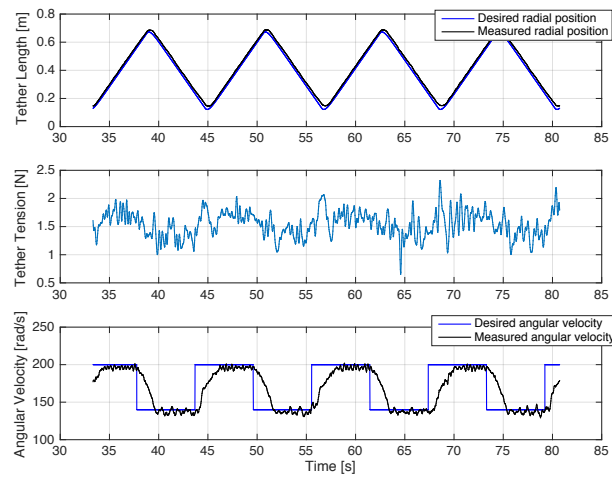 Desired radial position
Measured radial position
Tether Length [m]
0.8
0.6
0.4
0.2
0
30 35 40 45 50 55 60 65 70 75 80 85
Tether Tension [N]
2.5
2
1.5
1
0.5
30 35 40 45 50 55 60 65 70 75 80 85
Desired angular velocity
Measured angular velocity
Angular Velocity [rad/s]
250
200
150
100
30 35 40 45 50 55 60 65 70 75 80 85
Time [s]